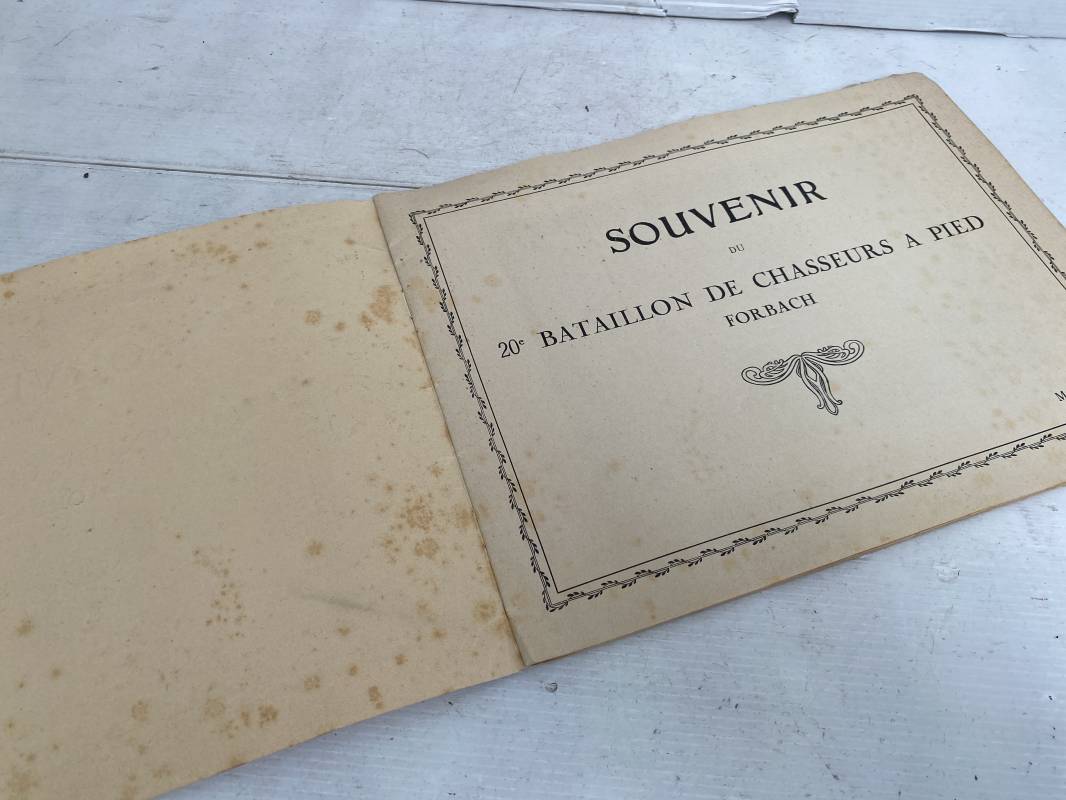 SOUVENIR
DU
20e BATAILLON DE CHASSEURS A PIED
FORBACH